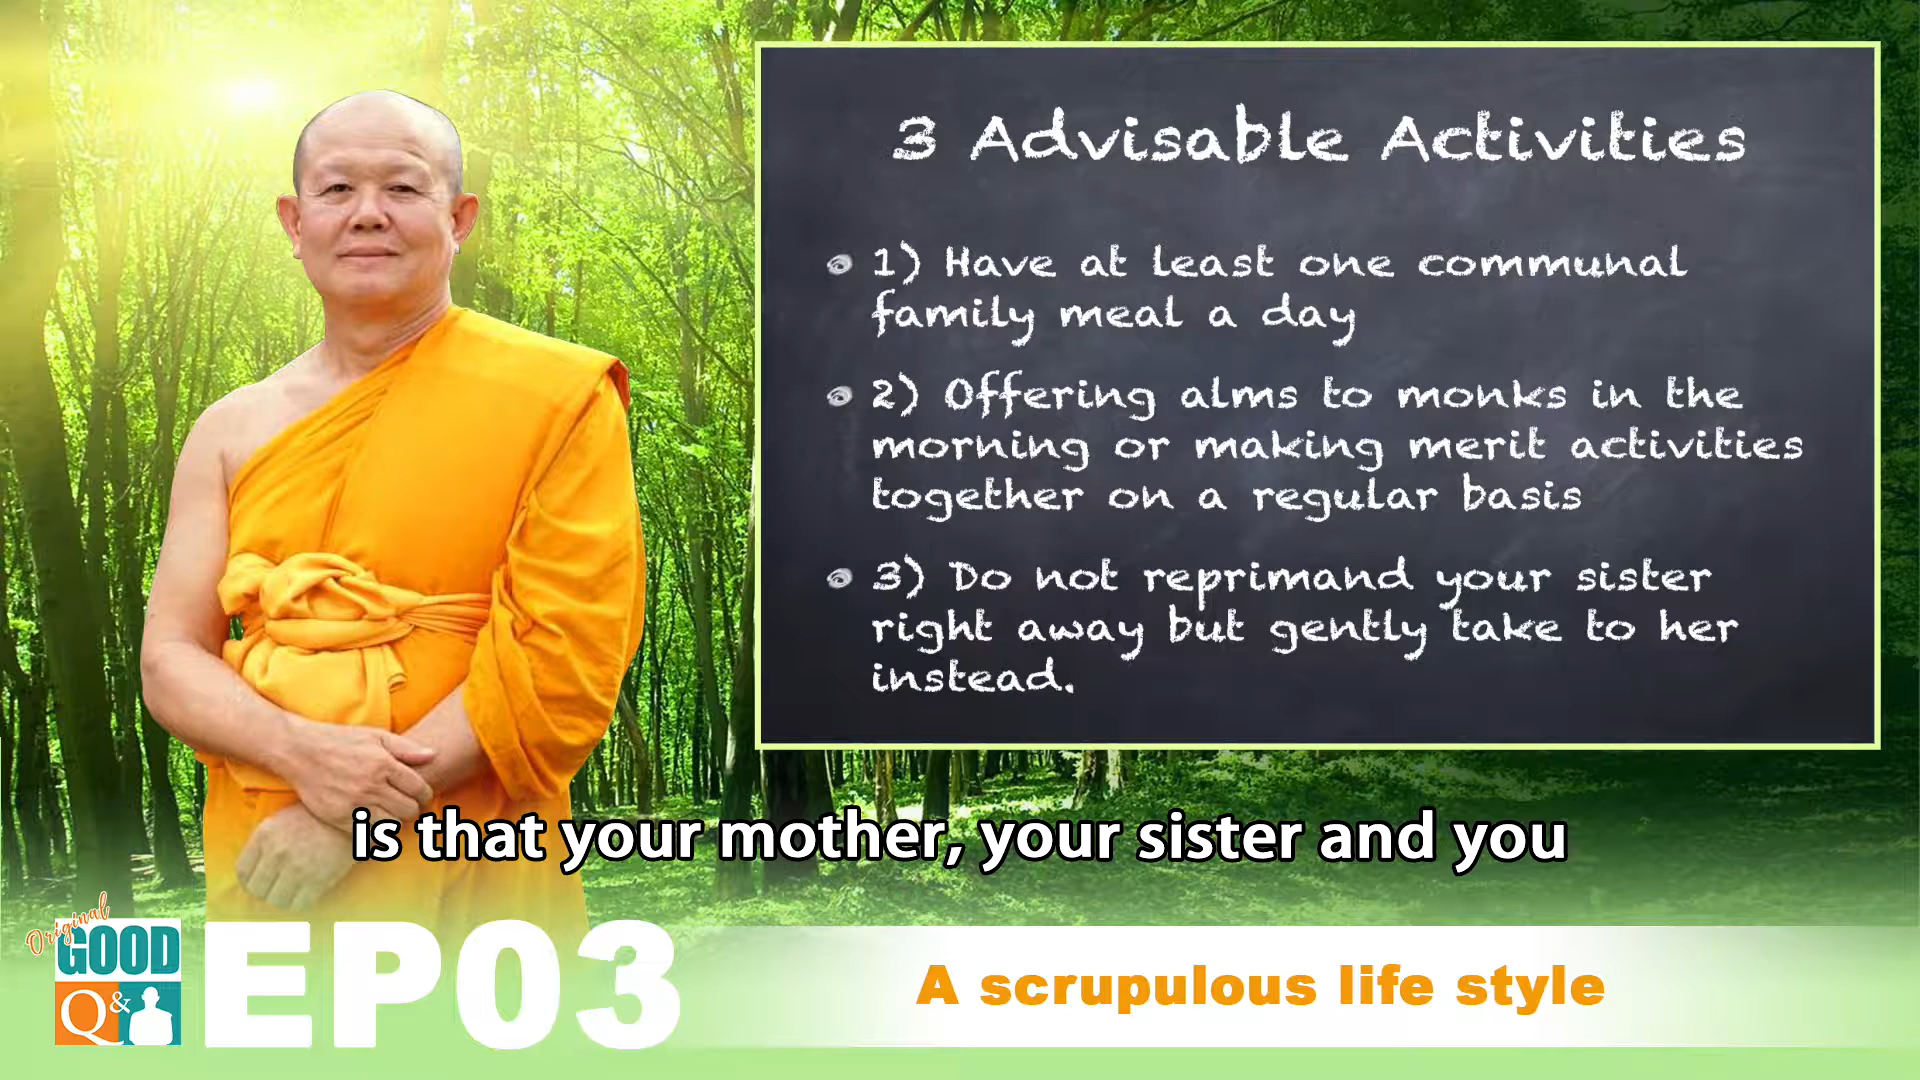 3 Advisable Activities
1) Have at least one communal
family meal a day
2) Offering alms to monks in the
morning or making merit activities
together on a regular basis
3) Do not reprimand your sister
right away but gently take to her
instead.
is that your mother, your sister and you
Original
GOOD
Q&
EP03
A scrupulous life style